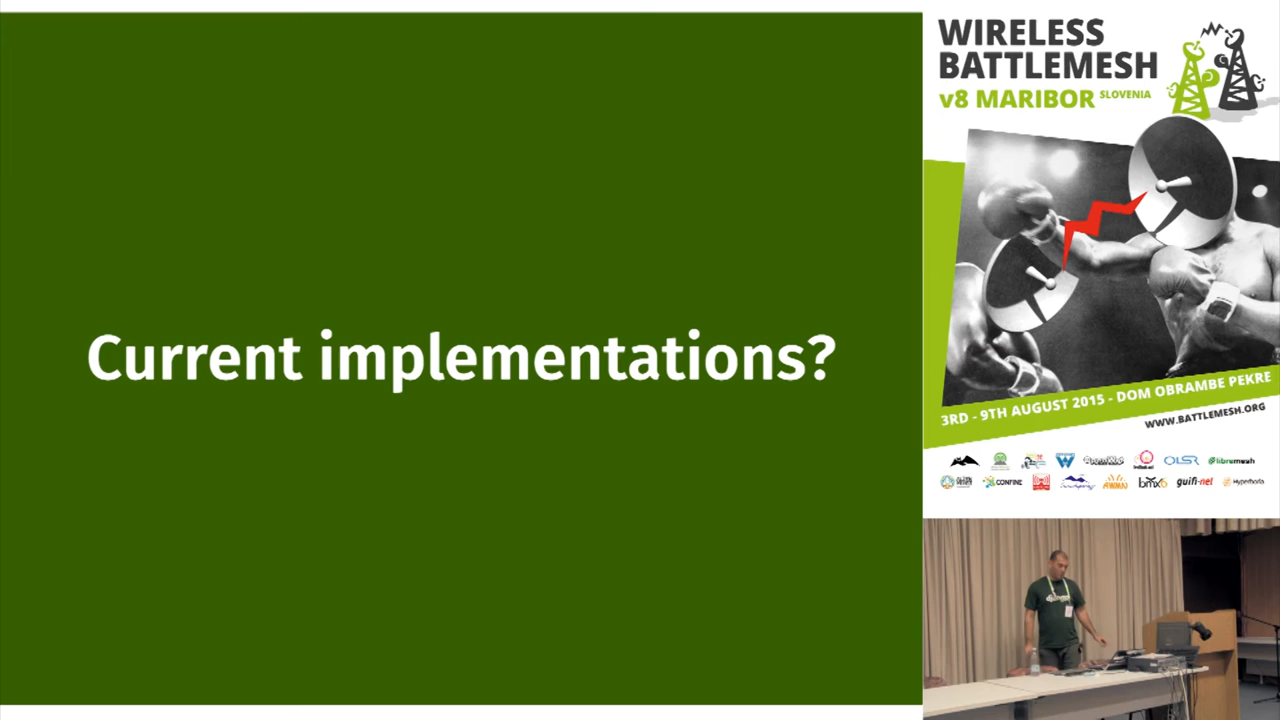 Current implementations?
WIRELESS
BATTLEMESH
v8 MARIBOR SLOVENIA
3RD - 9TH AUGUST 2015 - DOM OBRAMBE PEKRE
WWW.BATTLEMESH.ORG
OLSR
libremesh
CONFINE
bmx6
guifi·net
Hyperboria